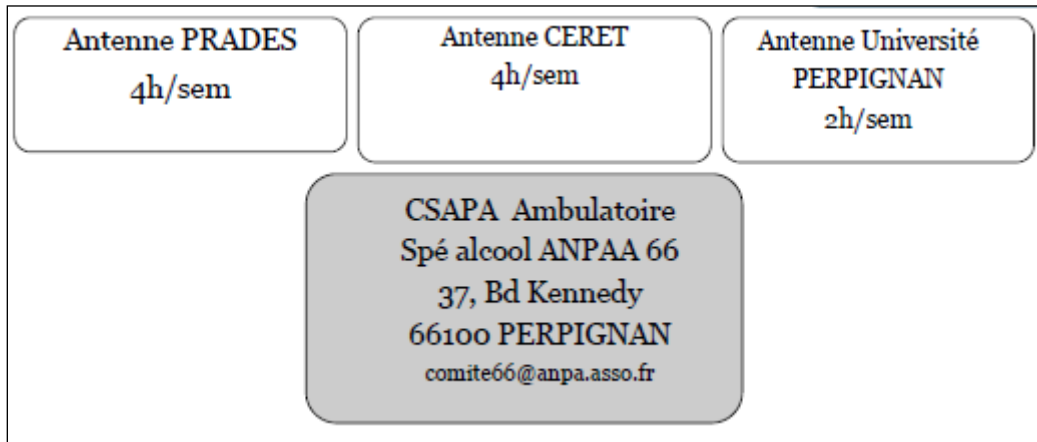 Antenne PRADES
4h/sem
Antenne CERET
4h/sem
Antenne Université
PERPIGNAN
2h/sem
CSAPA Ambulatoire
Spé alcool ANPAA 66
37, Bd Kennedy
66100 PERPIGNAN
comite66@anpa.asso.fr